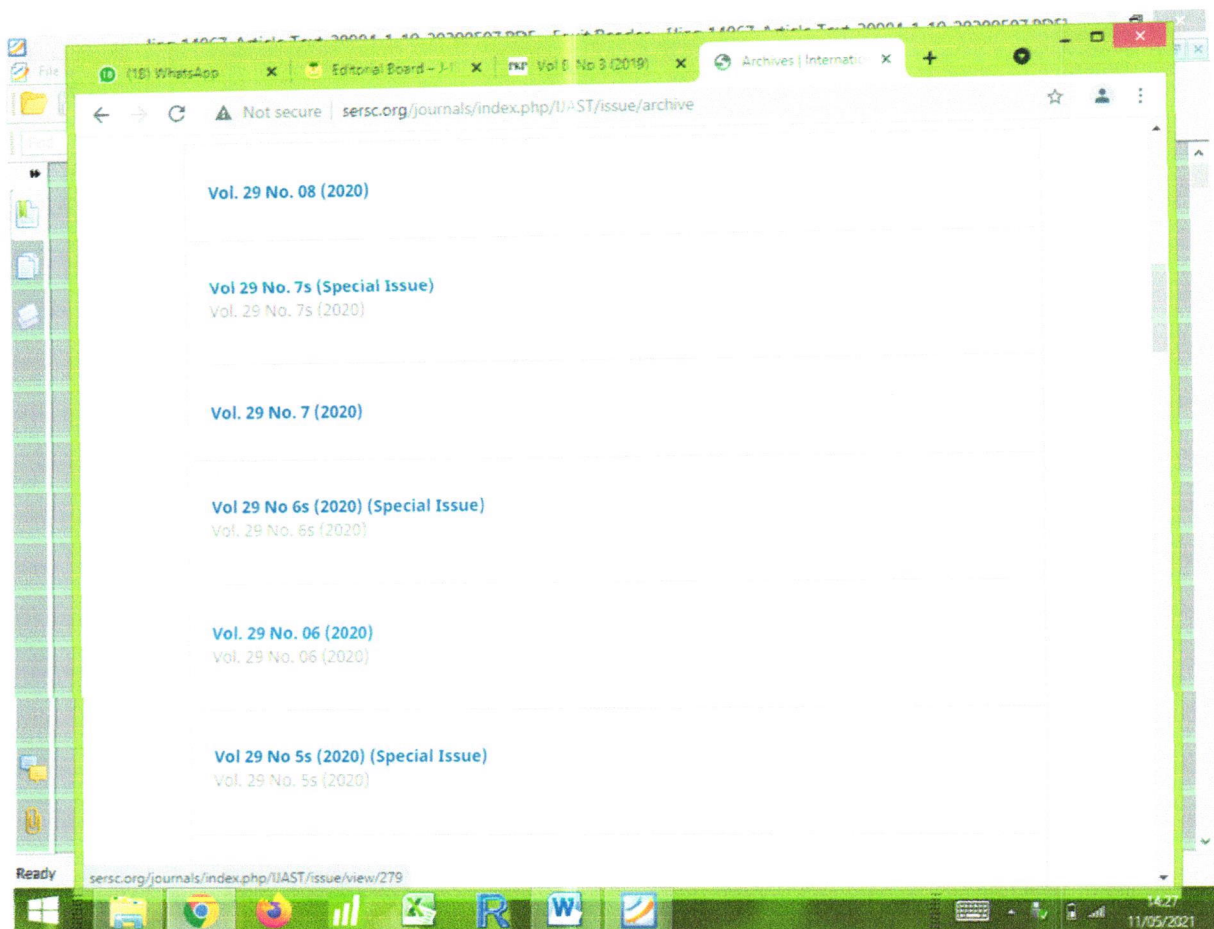 File
(18) WhatsApp
Editorial Board – J-
PKP Vol 8 No 3 (2019)
Archives | Internatio
Not secure | sersc.org/journals/index.php/IJAST/issue/archive
Vol. 29 No. 08 (2020)
Vol 29 No. 7s (Special Issue)
Vol. 29 No. 7s (2020)
Vol. 29 No. 7 (2020)
Vol 29 No 6s (2020) (Special Issue)
Vol. 29 No. 6s (2020)
Vol. 29 No. 06 (2020)
Vol. 29 No. 06 (2020)
Vol 29 No 5s (2020) (Special Issue)
Vol. 29 No. 5s (2020)
Ready
sersc.org/journals/index.php/IJAST/issue/view/279
14:27
11/05/2021